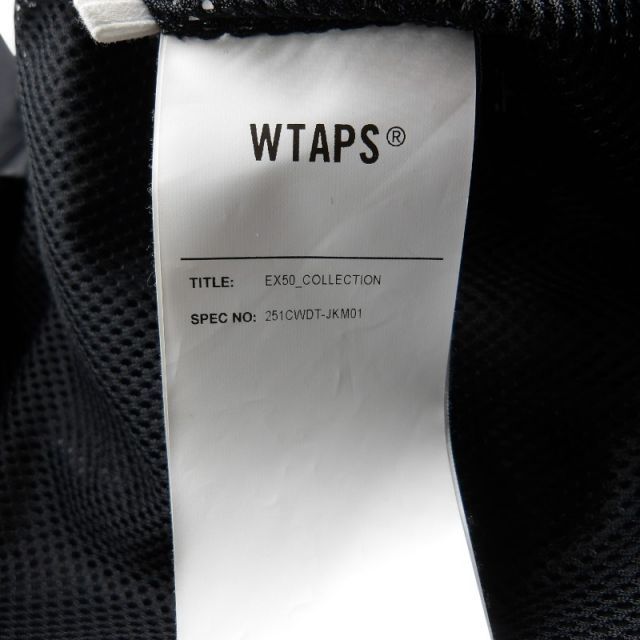 WTAPS®
TITLE: EX50_COLLECTION
SPEC NO: 251CWDT-JKM01